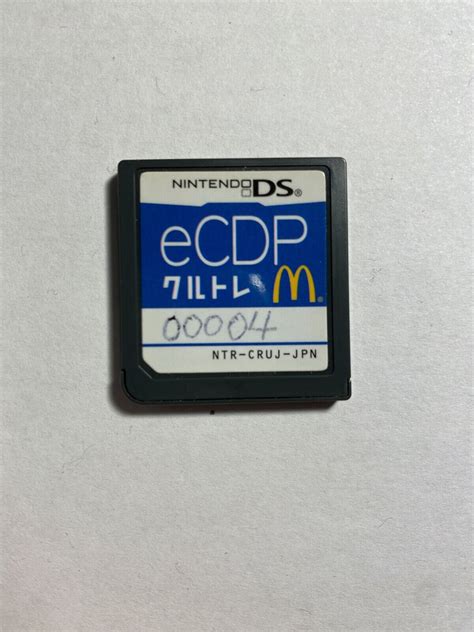 NINTENDO DS®
eCDP
クルトレ M®
00004
NTR-CRUJ-JPN